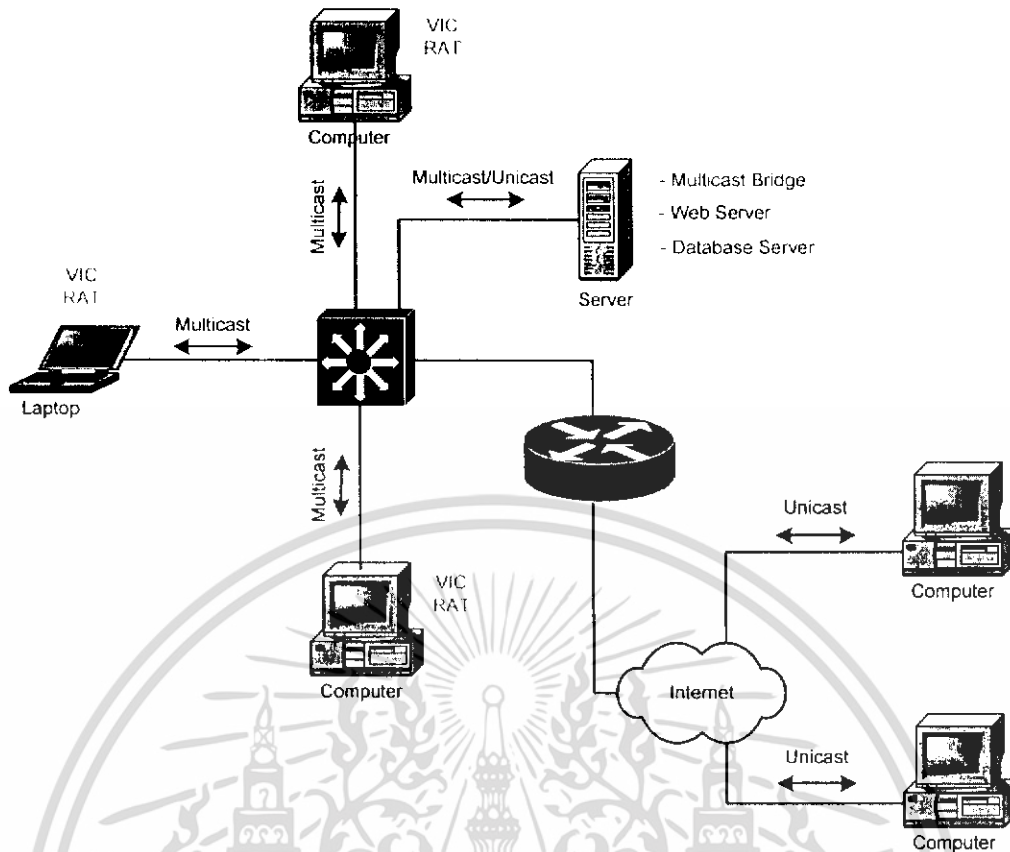 VIC
RAT
Computer
Multicast
Multicast/Unicast
- Multicast Bridge
- Web Server
- Database Server
Server
VIC
RAT
Multicast
Laptop
Multicast
VIC
RAT
Computer
Unicast
Computer
Internet
Unicast
Computer